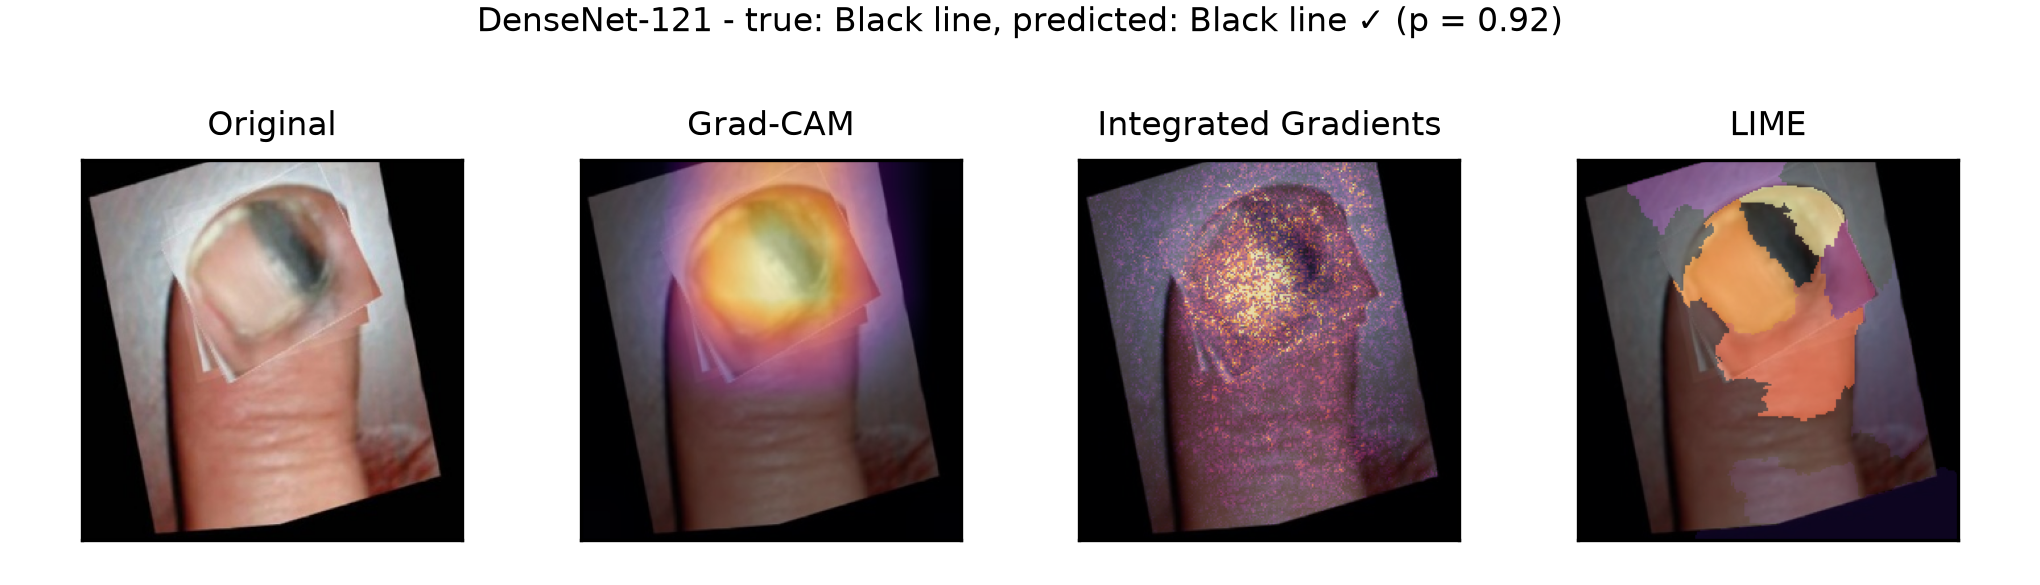 DenseNet-121 - true: Black line, predicted: Black line ✓ (p = 0.92)
Original
Grad-CAM
Integrated Gradients
LIME